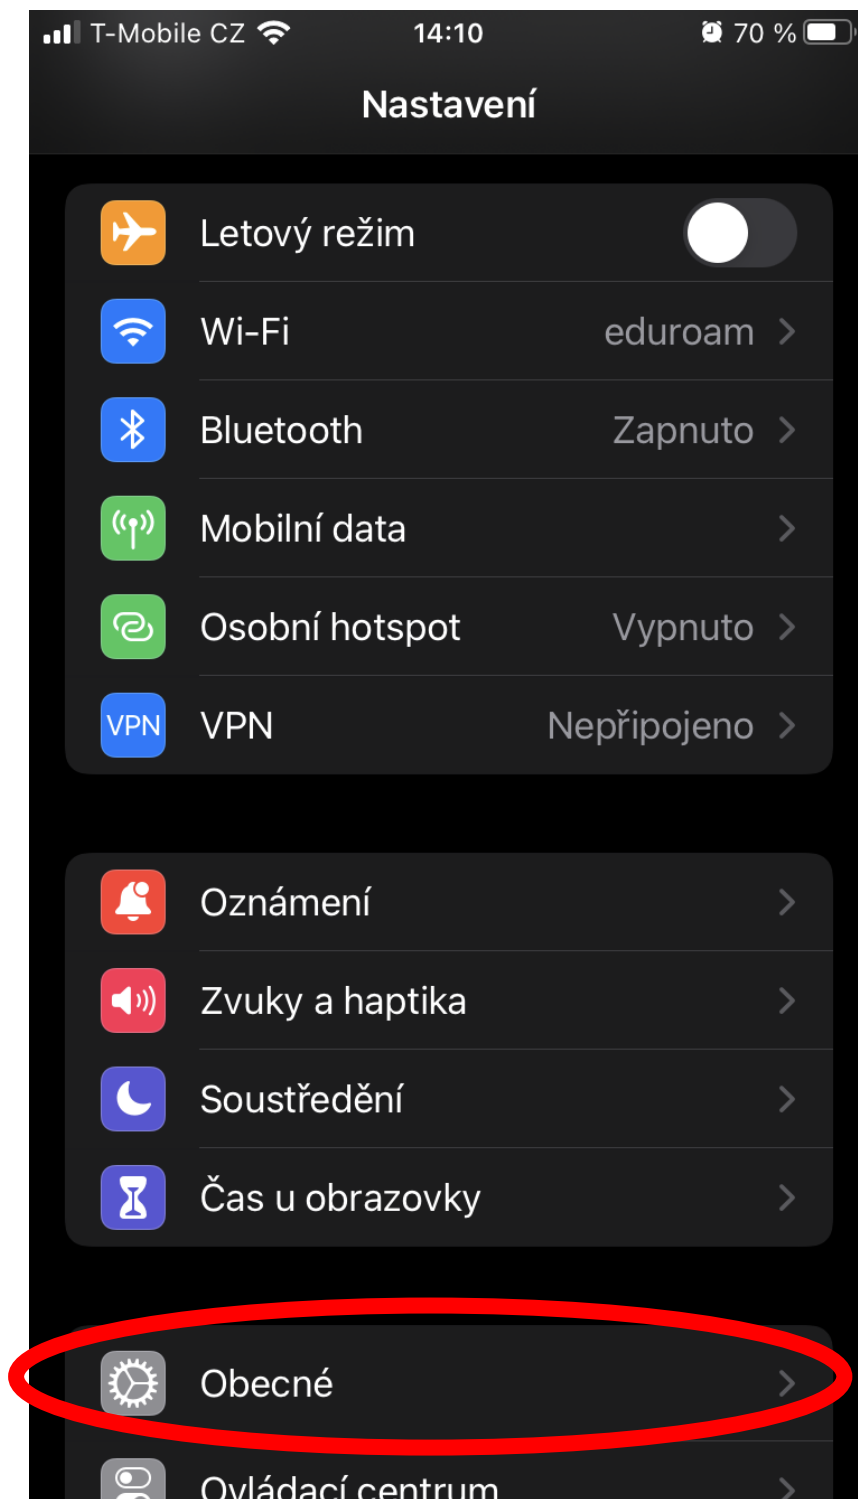 T-Mobile CZ 14:10 70 %
Nastavení
Letový režim
Wi-Fi eduroam
Bluetooth Zapnuto
Mobilní data
Osobní hotspot Vypnuto
VPN VPN Nepřipojeno
Oznámení
Zvuky a haptika
Soustředění
Čas u obrazovky
Obecné
Ovládací centrum